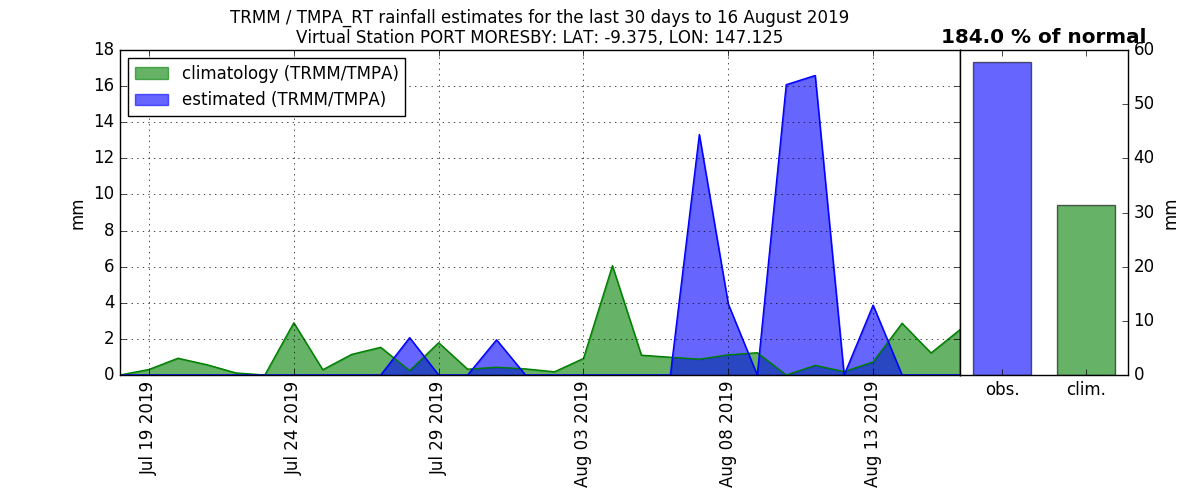 TRMM / TMPA_RT rainfall estimates for the last 30 days to 16 August 2019
Virtual Station PORT MORESBY: LAT: -9.375, LON: 147.125
184.0 % of normal
climatology (TRMM/TMPA)
estimated (TRMM/TMPA)
mm
18
16
14
12
10
8
6
4
2
0
Jul 19 2019
Jul 24 2019
Jul 29 2019
Aug 03 2019
Aug 08 2019
Aug 13 2019
obs.
clim.
60
50
40
30
20
10
0
mm